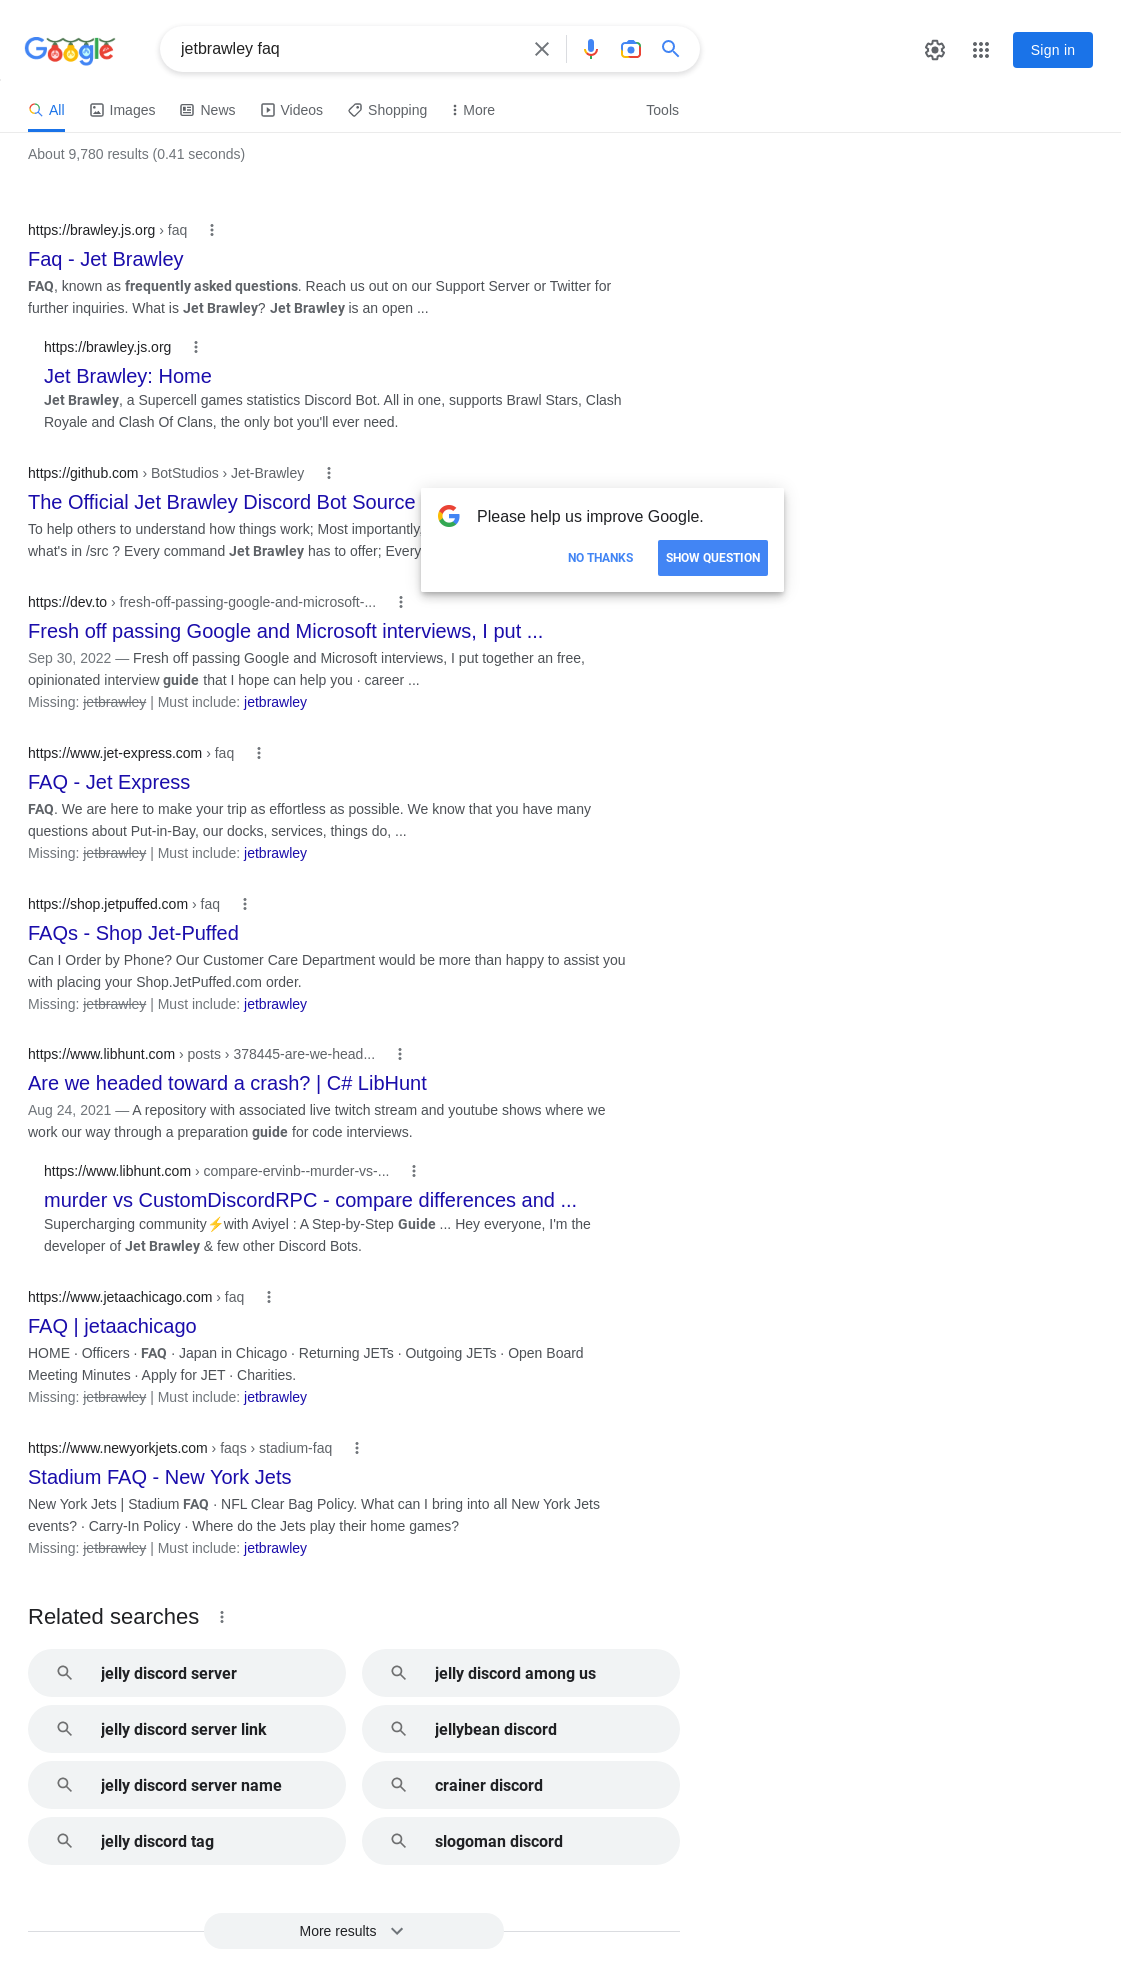 Google
jetbrawley faq
Sign in
All
Images
News
Videos
Shopping
More
Tools
About 9,780 results (0.41 seconds)
https://brawley.js.org › faq
Faq - Jet Brawley
FAQ, known as frequently asked questions. Reach us out on our Support Server or Twitter for
further inquiries. What is Jet Brawley? Jet Brawley is an open ...
https://brawley.js.org
Jet Brawley: Home
Jet Brawley, a Supercell games statistics Discord Bot. All in one, supports Brawl Stars, Clash
Royale and Clash Of Clans, the only bot you'll ever need.
https://github.com › BotStudios › Jet-Brawley
The Official Jet Brawley Discord Bot Source
To help others to understand how things work; Most importantly,
what's in /src ? Every command Jet Brawley has to offer; Every
Please help us improve Google.
NO THANKS
SHOW QUESTION
https://dev.to › fresh-off-passing-google-and-microsoft-...
Fresh off passing Google and Microsoft interviews, I put ...
Sep 30, 2022 — Fresh off passing Google and Microsoft interviews, I put together an free,
opinionated interview guide that I hope can help you · career ...
Missing: jetbrawley | Must include: jetbrawley
https://www.jet-express.com › faq
FAQ - Jet Express
FAQ. We are here to make your trip as effortless as possible. We know that you have many
questions about Put-in-Bay, our docks, services, things do, ...
Missing: jetbrawley | Must include: jetbrawley
https://shop.jetpuffed.com › faq
FAQs - Shop Jet-Puffed
Can I Order by Phone? Our Customer Care Department would be more than happy to assist you
with placing your Shop.JetPuffed.com order.
Missing: jetbrawley | Must include: jetbrawley
https://www.libhunt.com › posts › 378445-are-we-head...
Are we headed toward a crash? | C# LibHunt
Aug 24, 2021 — A repository with associated live twitch stream and youtube shows where we
work our way through a preparation guide for code interviews.
https://www.libhunt.com › compare-ervinb--murder-vs-...
murder vs CustomDiscordRPC - compare differences and ...
Supercharging community⚡with Aviyel : A Step-by-Step Guide ... Hey everyone, I'm the
developer of Jet Brawley & few other Discord Bots.
https://www.jetaachicago.com › faq
FAQ | jetaachicago
HOME · Officers · FAQ · Japan in Chicago · Returning JETs · Outgoing JETs · Open Board
Meeting Minutes · Apply for JET · Charities.
Missing: jetbrawley | Must include: jetbrawley
https://www.newyorkjets.com › faqs › stadium-faq
Stadium FAQ - New York Jets
New York Jets | Stadium FAQ · NFL Clear Bag Policy. What can I bring into all New York Jets
events? · Carry-In Policy · Where do the Jets play their home games?
Missing: jetbrawley | Must include: jetbrawley
Related searches
jelly discord server
jelly discord among us
jelly discord server link
jellybean discord
jelly discord server name
crainer discord
jelly discord tag
slogoman discord
More results